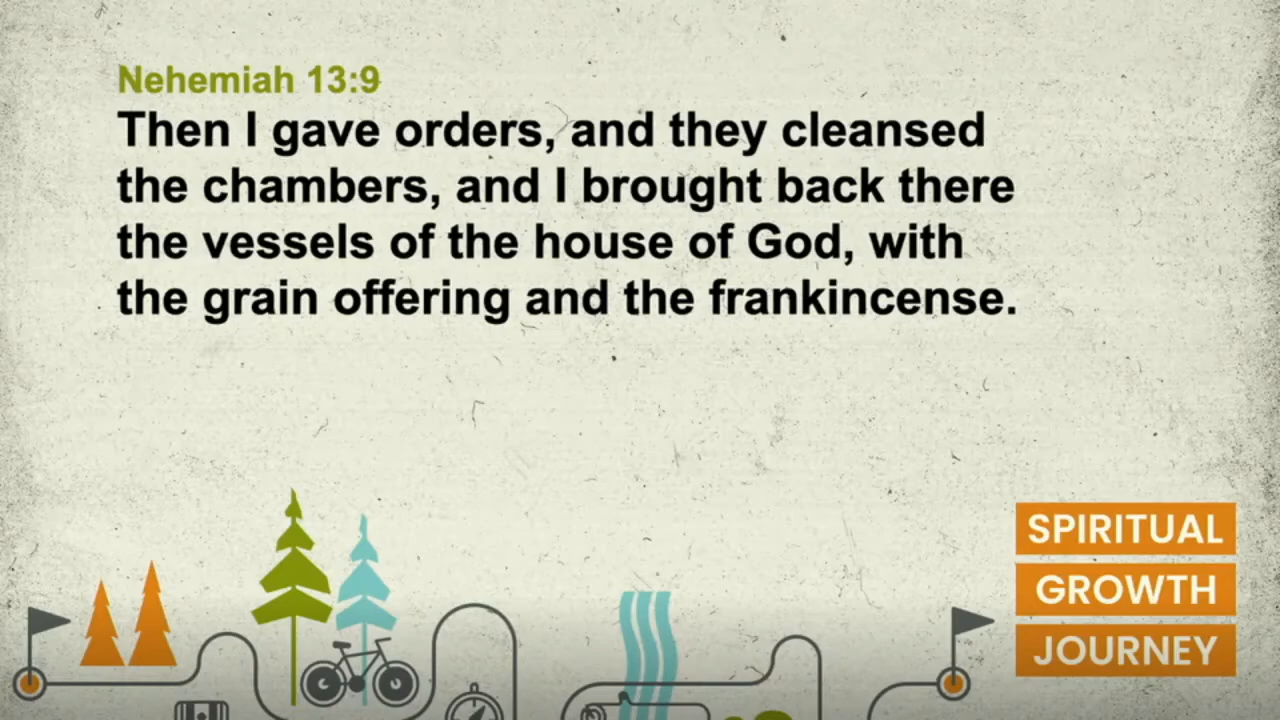 Nehemiah 13:9
Then I gave orders, and they cleansed
the chambers, and I brought back there
the vessels of the house of God, with
the grain offering and the frankincense.
SPIRITUAL
GROWTH
JOURNEY